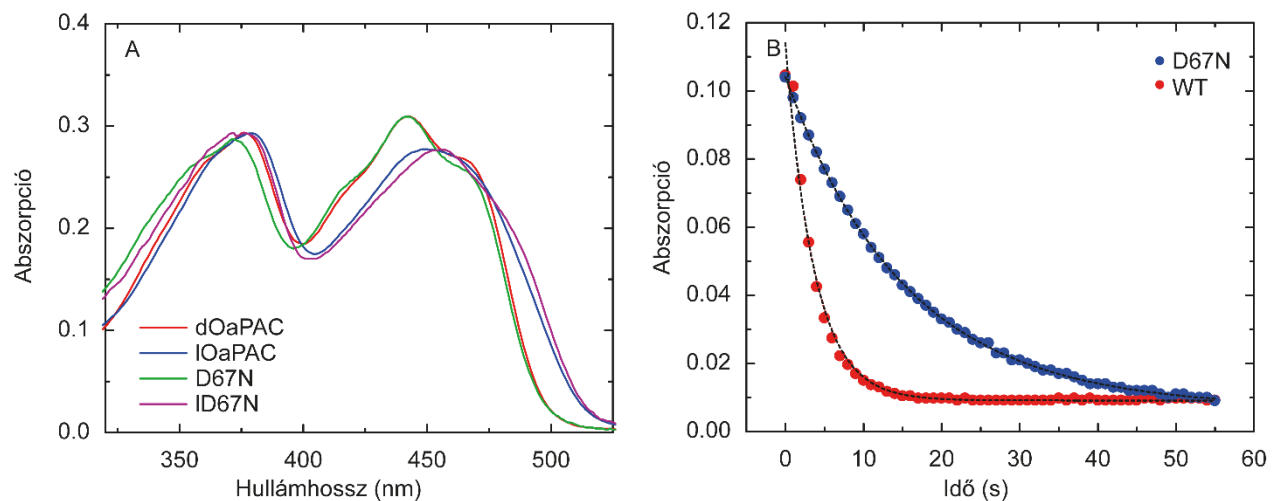 A
Abszorpció
0.4
0.3
0.2
0.1
0.0
dOaPAC
lOaPAC
D67N
lD67N
350
400
450
500
Hullámhossz (nm)
B
Abszorpció
0.12
0.10
0.08
0.06
0.04
0.02
0.00
D67N
WT
0
10
20
30
40
50
60
Idő (s)